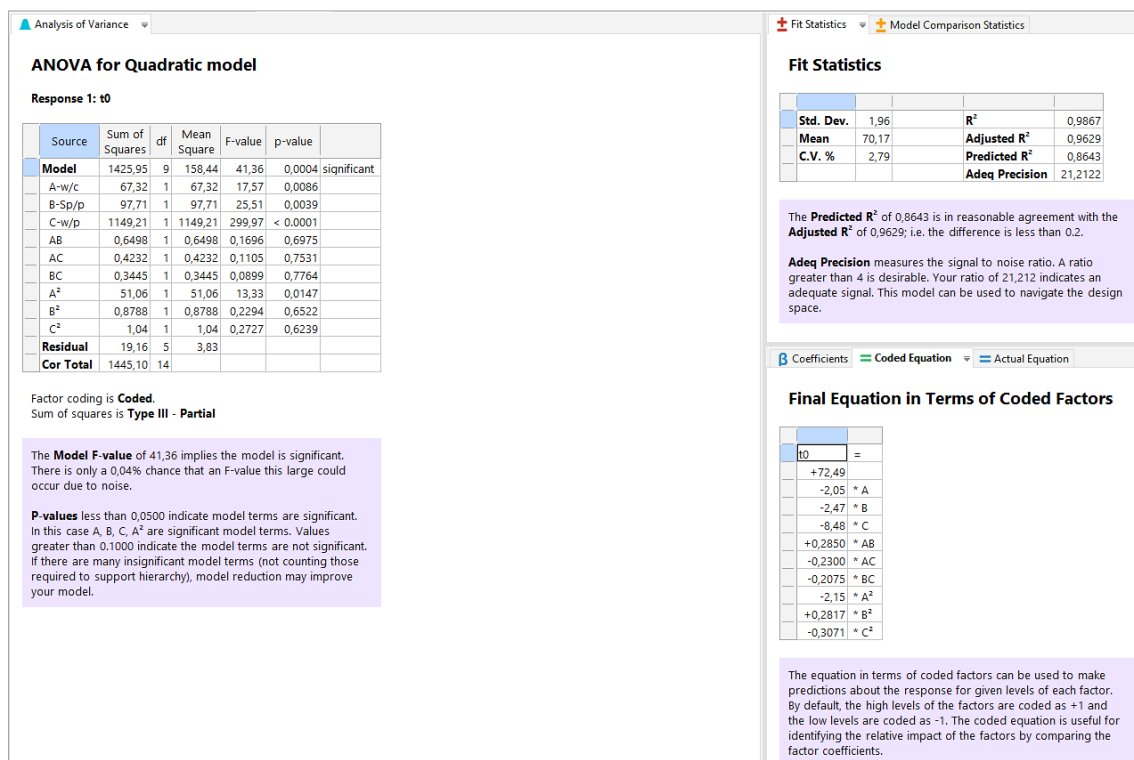 Analysis of Variance
ANOVA for Quadratic model
Response 1: t0
Source Sum of Squares df Mean Square F-value p-value
Model 1425,95 9 158,44 41,36 0,0004 significant
A-w/c 67,32 1 67,32 17,57 0,0086
B-Sp/p 97,71 1 97,71 25,51 0,0039
C-w/p 1149,21 1 1149,21 299,97 < 0.0001
AB 0,6498 1 0,6498 0,1696 0,6975
AC 0,4232 1 0,4232 0,1105 0,7531
BC 0,3445 1 0,3445 0,0899 0,7764
A² 51,06 1 51,06 13,33 0,0147
B² 0,8788 1 0,8788 0,2294 0,6522
C² 1,04 1 1,04 0,2727 0,6239
Residual 19,16 5 3,83
Cor Total 1445,10 14
Factor coding is Coded.
Sum of squares is Type III - Partial
The Model F-value of 41,36 implies the model is significant.
There is only a 0,04% chance that an F-value this large could
occur due to noise.
P-values less than 0,0500 indicate model terms are significant.
In this case A, B, C, A² are significant model terms. Values
greater than 0.1000 indicate the model terms are not significant.
If there are many insignificant model terms (not counting those
required to support hierarchy), model reduction may improve
your model.
Fit Statistics Model Comparison Statistics
Fit Statistics
Std. Dev. 1,96 R² 0,9867
Mean 70,17 Adjusted R² 0,9629
C.V. % 2,79 Predicted R² 0,8643
Adeq Precision 21,2122
The Predicted R² of 0,8643 is in reasonable agreement with the
Adjusted R² of 0,9629; i.e. the difference is less than 0.2.
Adeq Precision measures the signal to noise ratio. A ratio
greater than 4 is desirable. Your ratio of 21,212 indicates an
adequate signal. This model can be used to navigate the design
space.
β Coefficients = Coded Equation = Actual Equation
Final Equation in Terms of Coded Factors
t0 =
+72,49
-2,05 * A
-2,47 * B
-8,48 * C
+0,2850 * AB
-0,2300 * AC
-0,2075 * BC
-2,15 * A²
+0,2817 * B²
-0,3071 * C²
The equation in terms of coded factors can be used to make
predictions about the response for given levels of each factor.
By default, the high levels of the factors are coded as +1 and
the low levels are coded as -1. The coded equation is useful for
identifying the relative impact of the factors by comparing the
factor coefficients.